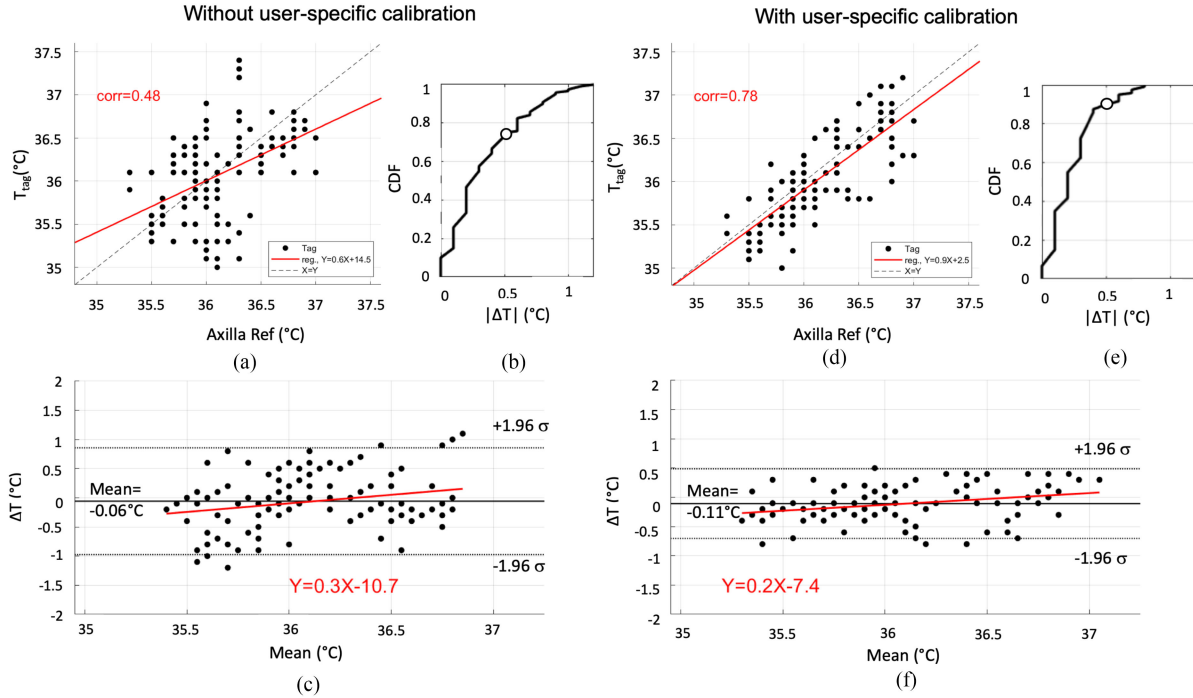 Without user-specific calibration
With user-specific calibration
37.5
37
36.5
36
35.5
35
T_tag(°C)
corr=0.48
Tag
reg., Y=0.6X+14.5
X=Y
35 35.5 36 36.5 37 37.5
Axilla Ref (°C)
(a)
1
0.8
0.6
0.4
0.2
0
CDF
0 0.5 1
|ΔT| (°C)
(b)
37.5
37
36.5
36
35.5
35
T_tag(°C)
corr=0.78
Tag
reg., Y=0.9X+2.5
X=Y
35 35.5 36 36.5 37 37.5
Axilla Ref (°C)
(d)
1
0.8
0.6
0.4
0.2
0
CDF
0 0.5 1
|ΔT| (°C)
(e)
2
1.5
1
0.5
0
-0.5
-1
-1.5
-2
ΔT (°C)
+1.96 σ
Mean=
-0.06°C
-1.96 σ
Y=0.3X-10.7
35 35.5 36 36.5 37
Mean (°C)
(c)
2
1.5
1
0.5
0
-0.5
-1
-1.5
-2
ΔT (°C)
+1.96 σ
Mean=
-0.11°C
-1.96 σ
Y=0.2X-7.4
35 35.5 36 36.5 37
Mean (°C)
(f)